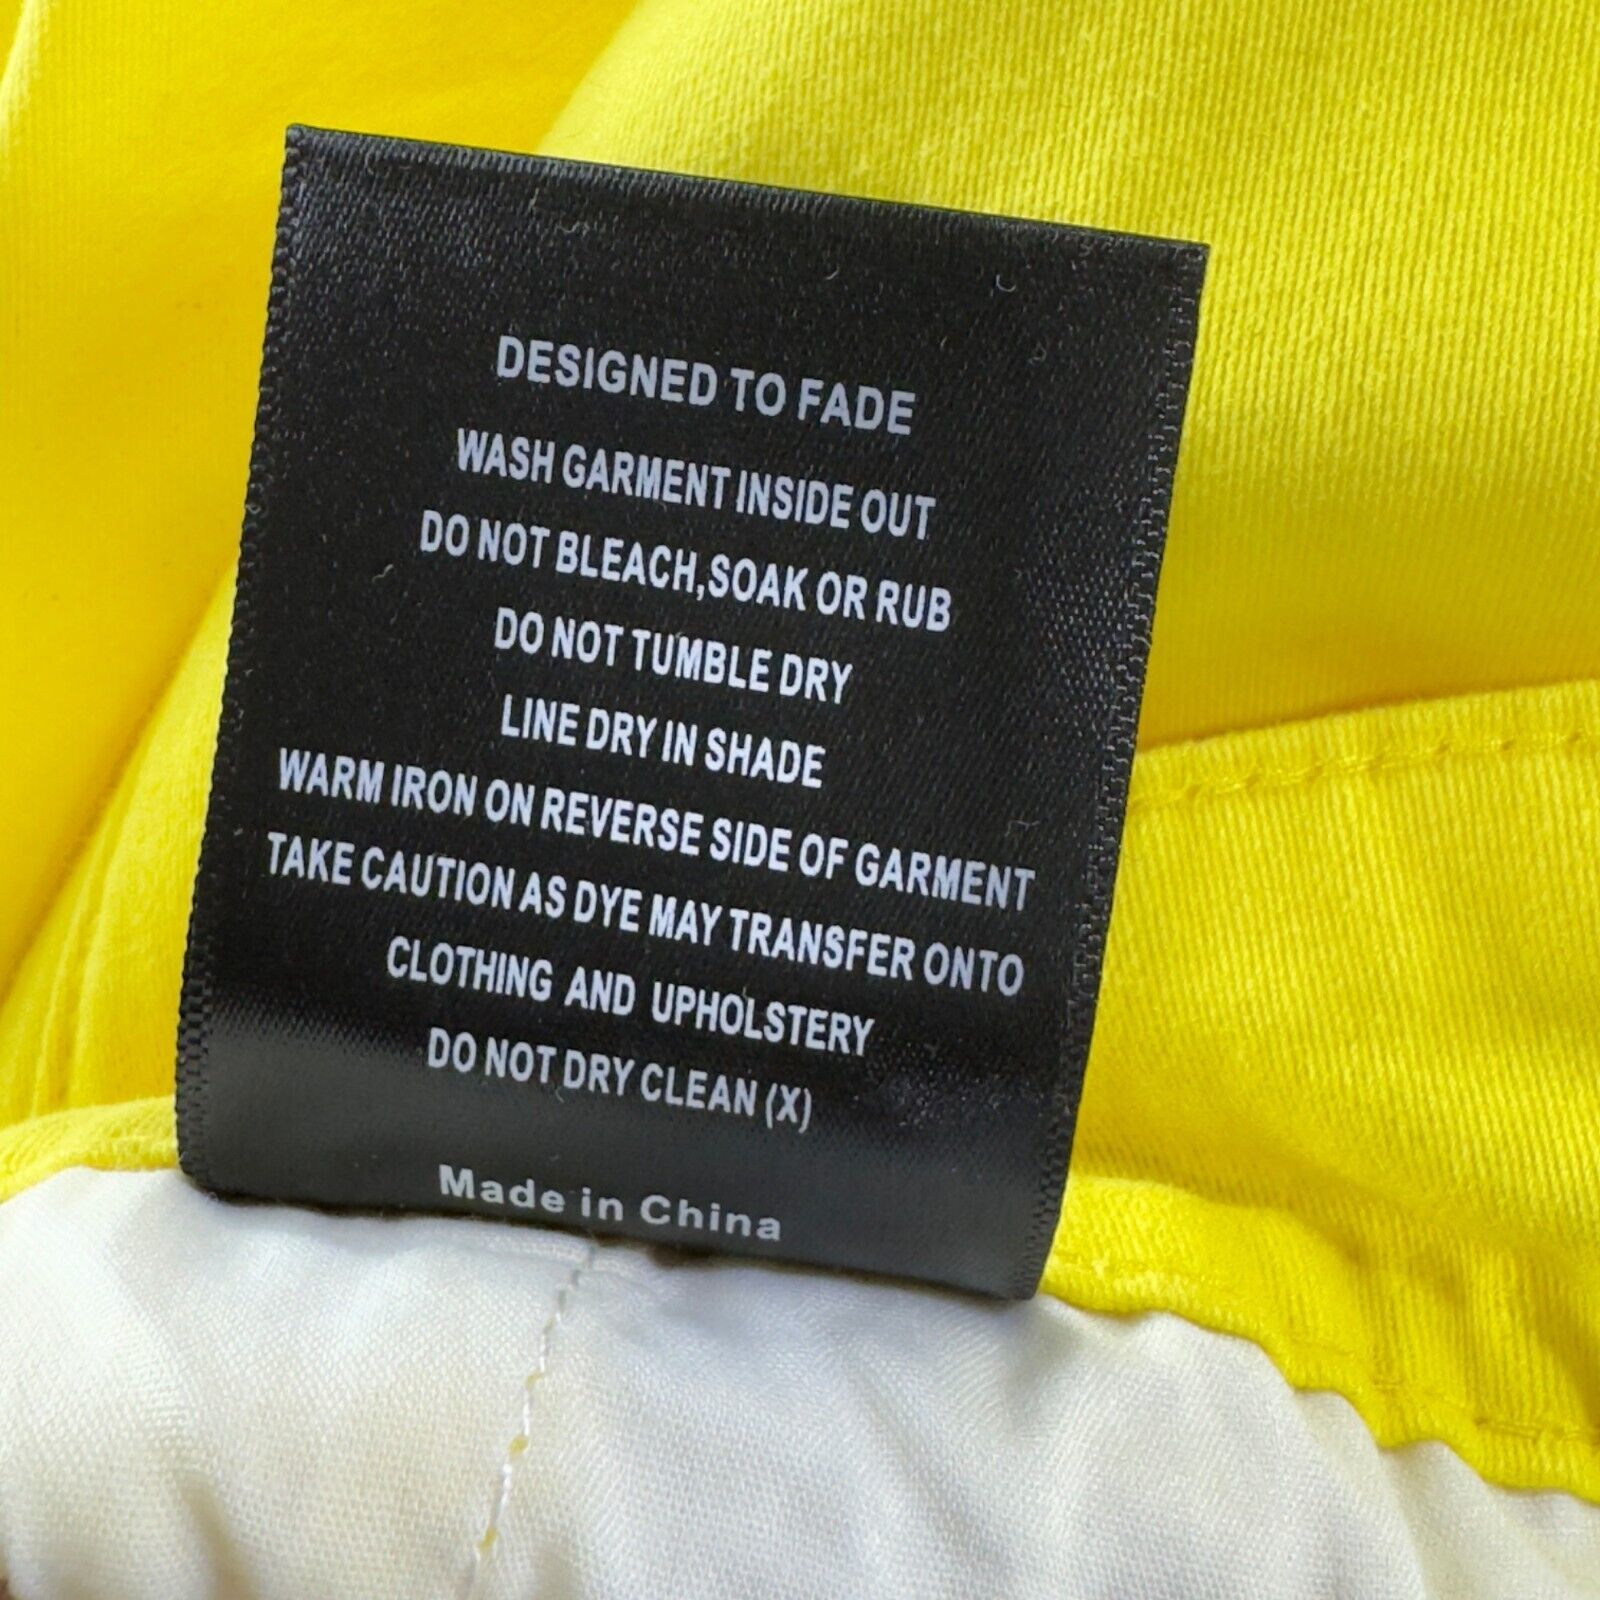 DESIGNED TO FADE
WASH GARMENT INSIDE OUT
DO NOT BLEACH,SOAK OR RUB
DO NOT TUMBLE DRY
LINE DRY IN SHADE
WARM IRON ON REVERSE SIDE OF GARMENT
TAKE CAUTION AS DYE MAY TRANSFER ONTO
CLOTHING AND UPHOLSTERY
DO NOT DRY CLEAN (X)
Made in China